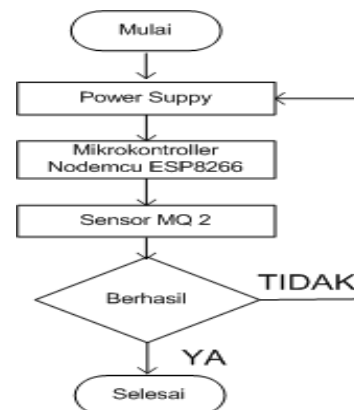 Mulai
Power Suppy
Mikrokontroller
Nodemcu ESP8266
Sensor MQ 2
Berhasil
TIDAK
YA
Selesai